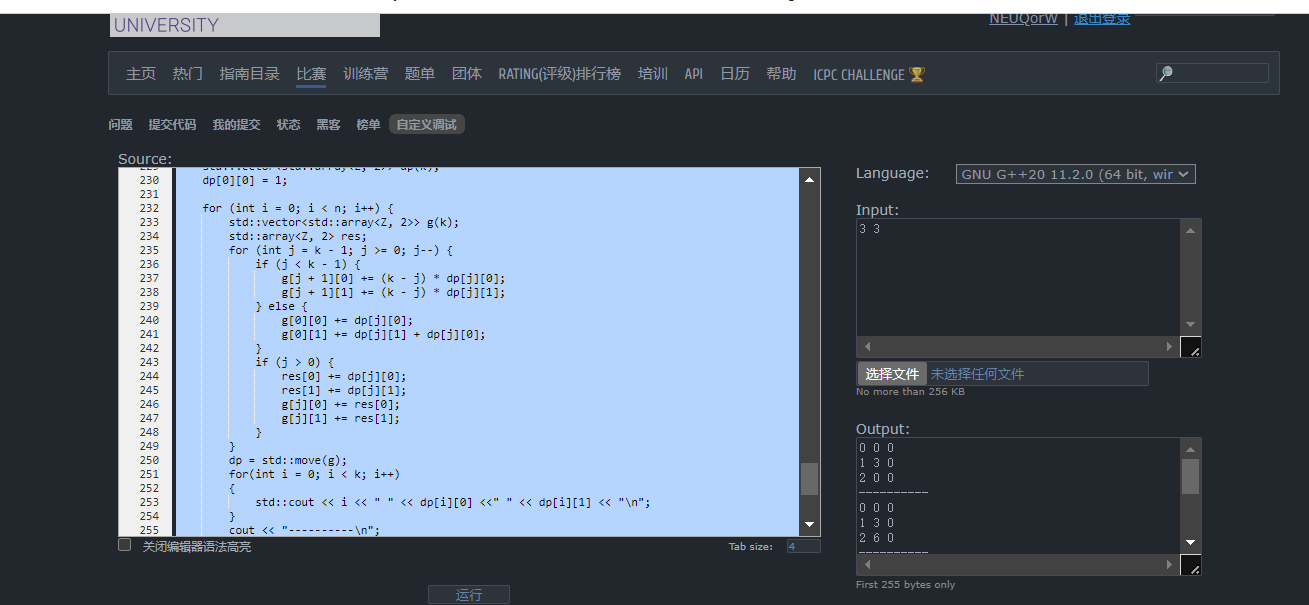 UNIVERSITY
NEUQorW | 退出登录
主页 热门 指南目录 比赛 训练营 题单 团体 RATING(评级)排行榜 培训 API 日历 帮助 ICPC CHALLENGE
问题 提交代码 我的提交 状态 黑客 榜单 自定义调试
Source:
230 dp[0][0] = 1;
231
232 for (int i = 0; i < n; i++) {
233 std::vector<std::array<Z, 2>> g(k);
234 std::array<Z, 2> res;
235 for (int j = k - 1; j >= 0; j--) {
236 if (j < k - 1) {
237 g[j + 1][0] += (k - j) * dp[j][0];
238 g[j + 1][1] += (k - j) * dp[j][1];
239 } else {
240 g[0][0] += dp[j][0];
241 g[0][1] += dp[j][1] + dp[j][0];
242 }
243 if (j > 0) {
244 res[0] += dp[j][0];
245 res[1] += dp[j][1];
246 g[j][0] += res[0];
247 g[j][1] += res[1];
248 }
249 }
250 dp = std::move(g);
251 for(int i = 0; i < k; i++)
252 {
253 std::cout << i << " " << dp[i][0] <<" " << dp[i][1] << "\n";
254 }
255 cout << "----------\n";
关闭编辑器语法高亮
Tab size: 4
运行
Language: GNU G++20 11.2.0 (64 bit, wir
Input:
3 3
选择文件 未选择任何文件
No more than 256 KB
Output:
0 0 0
1 3 0
2 0 0
----------
0 0 0
1 3 0
2 6 0
----------
First 255 bytes only